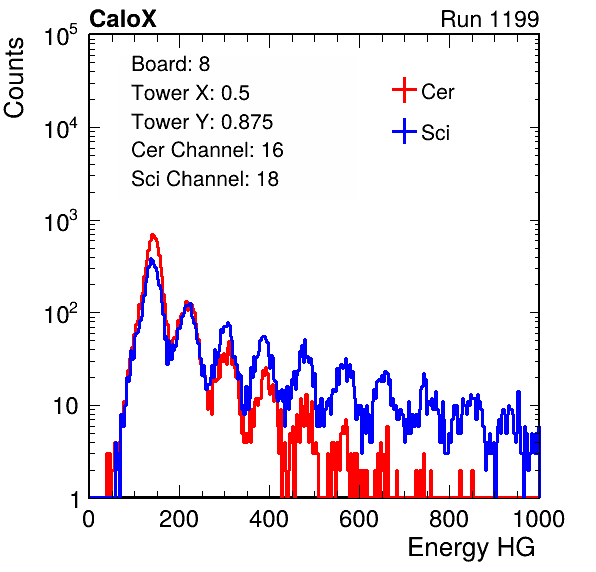 CaloX Run 1199
Counts
10^5
10^4
10^3
10^2
10
1
Board: 8
Tower X: 0.5
Tower Y: 0.875
Cer Channel: 16
Sci Channel: 18
Cer
Sci
0 200 400 600 800 1000
Energy HG